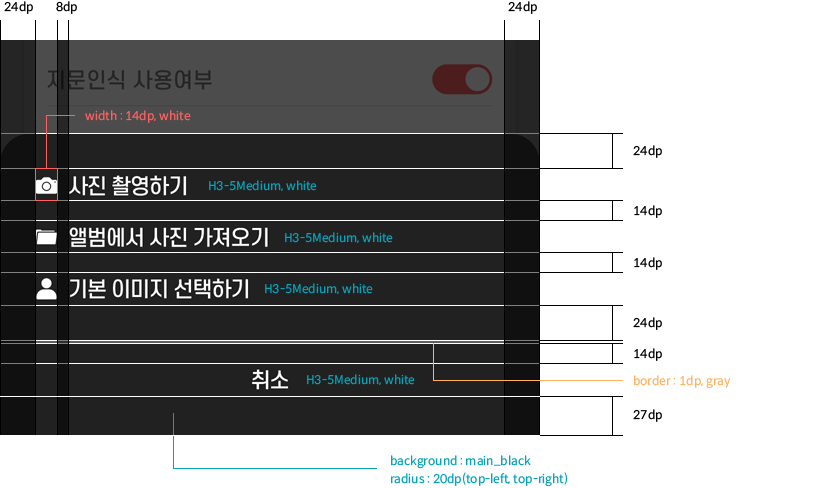 24dp 8dp 24dp
지문인식 사용여부
width : 14dp, white
24dp
사진 촬영하기 H3-5Medium, white
14dp
앨범에서 사진 가져오기 H3-5Medium, white
14dp
기본 이미지 선택하기 H3-5Medium, white
24dp
14dp
취소 H3-5Medium, white
border : 1dp, gray
27dp
background : main_black
radius : 20dp(top-left, top-right)